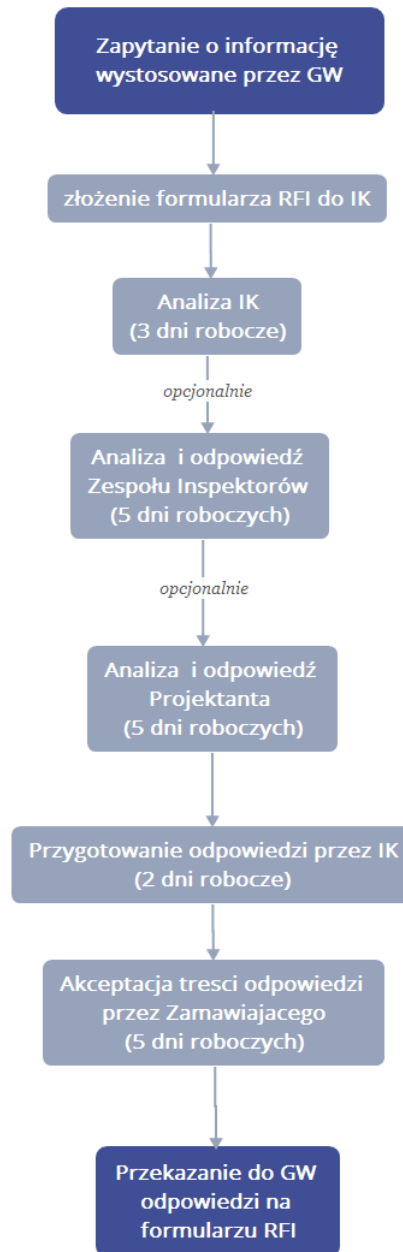 Zapytanie o informację
wystosowane przez GW
złożenie formularza RFI do IK
Analiza IK
(3 dni robocze)
opcjonalnie
Analiza i odpowiedź
Zespołu Inspektorów
(5 dni roboczych)
opcjonalnie
Analiza i odpowiedź
Projektanta
(5 dni roboczych)
Przygotowanie odpowiedzi przez IK
(2 dni robocze)
Akceptacja tresci odpowiedzi
przez Zamawiajacego
(5 dni roboczych)
Przekazanie do GW
odpowiedzi na
formularzu RFI